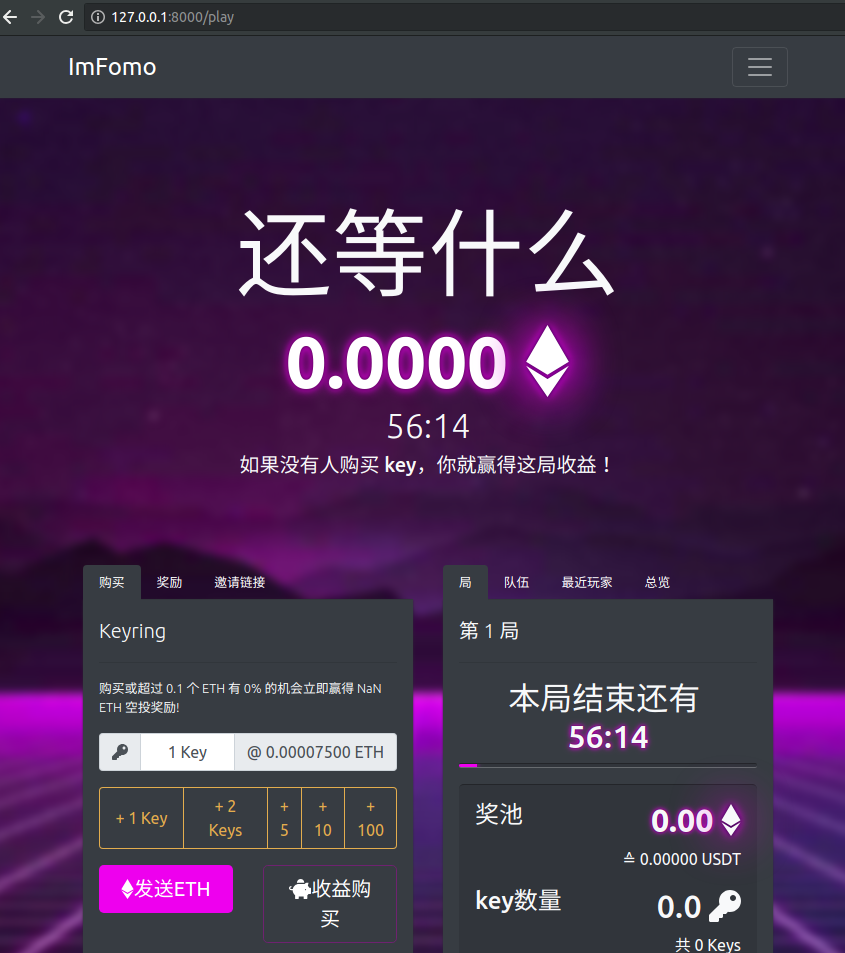 127.0.0.1:8000/play
ImFomo
还等什么
0.0000
56:14
如果没有人购买 key，你就赢得这局收益！
购买 奖励 邀请链接
Keyring
购买或超过 0.1 个 ETH 有 0% 的机会立即赢得 NaN
ETH 空投奖励!
1 Key @ 0.00007500 ETH
+ 1 Key + 2 Keys + 5 + 10 + 100
发送ETH 收益购
买
局 队伍 最近玩家 总览
第 1 局
本局结束还有
56:14
奖池 0.00
≙ 0.00000 USDT
key数量 0.0
共 0 Keys